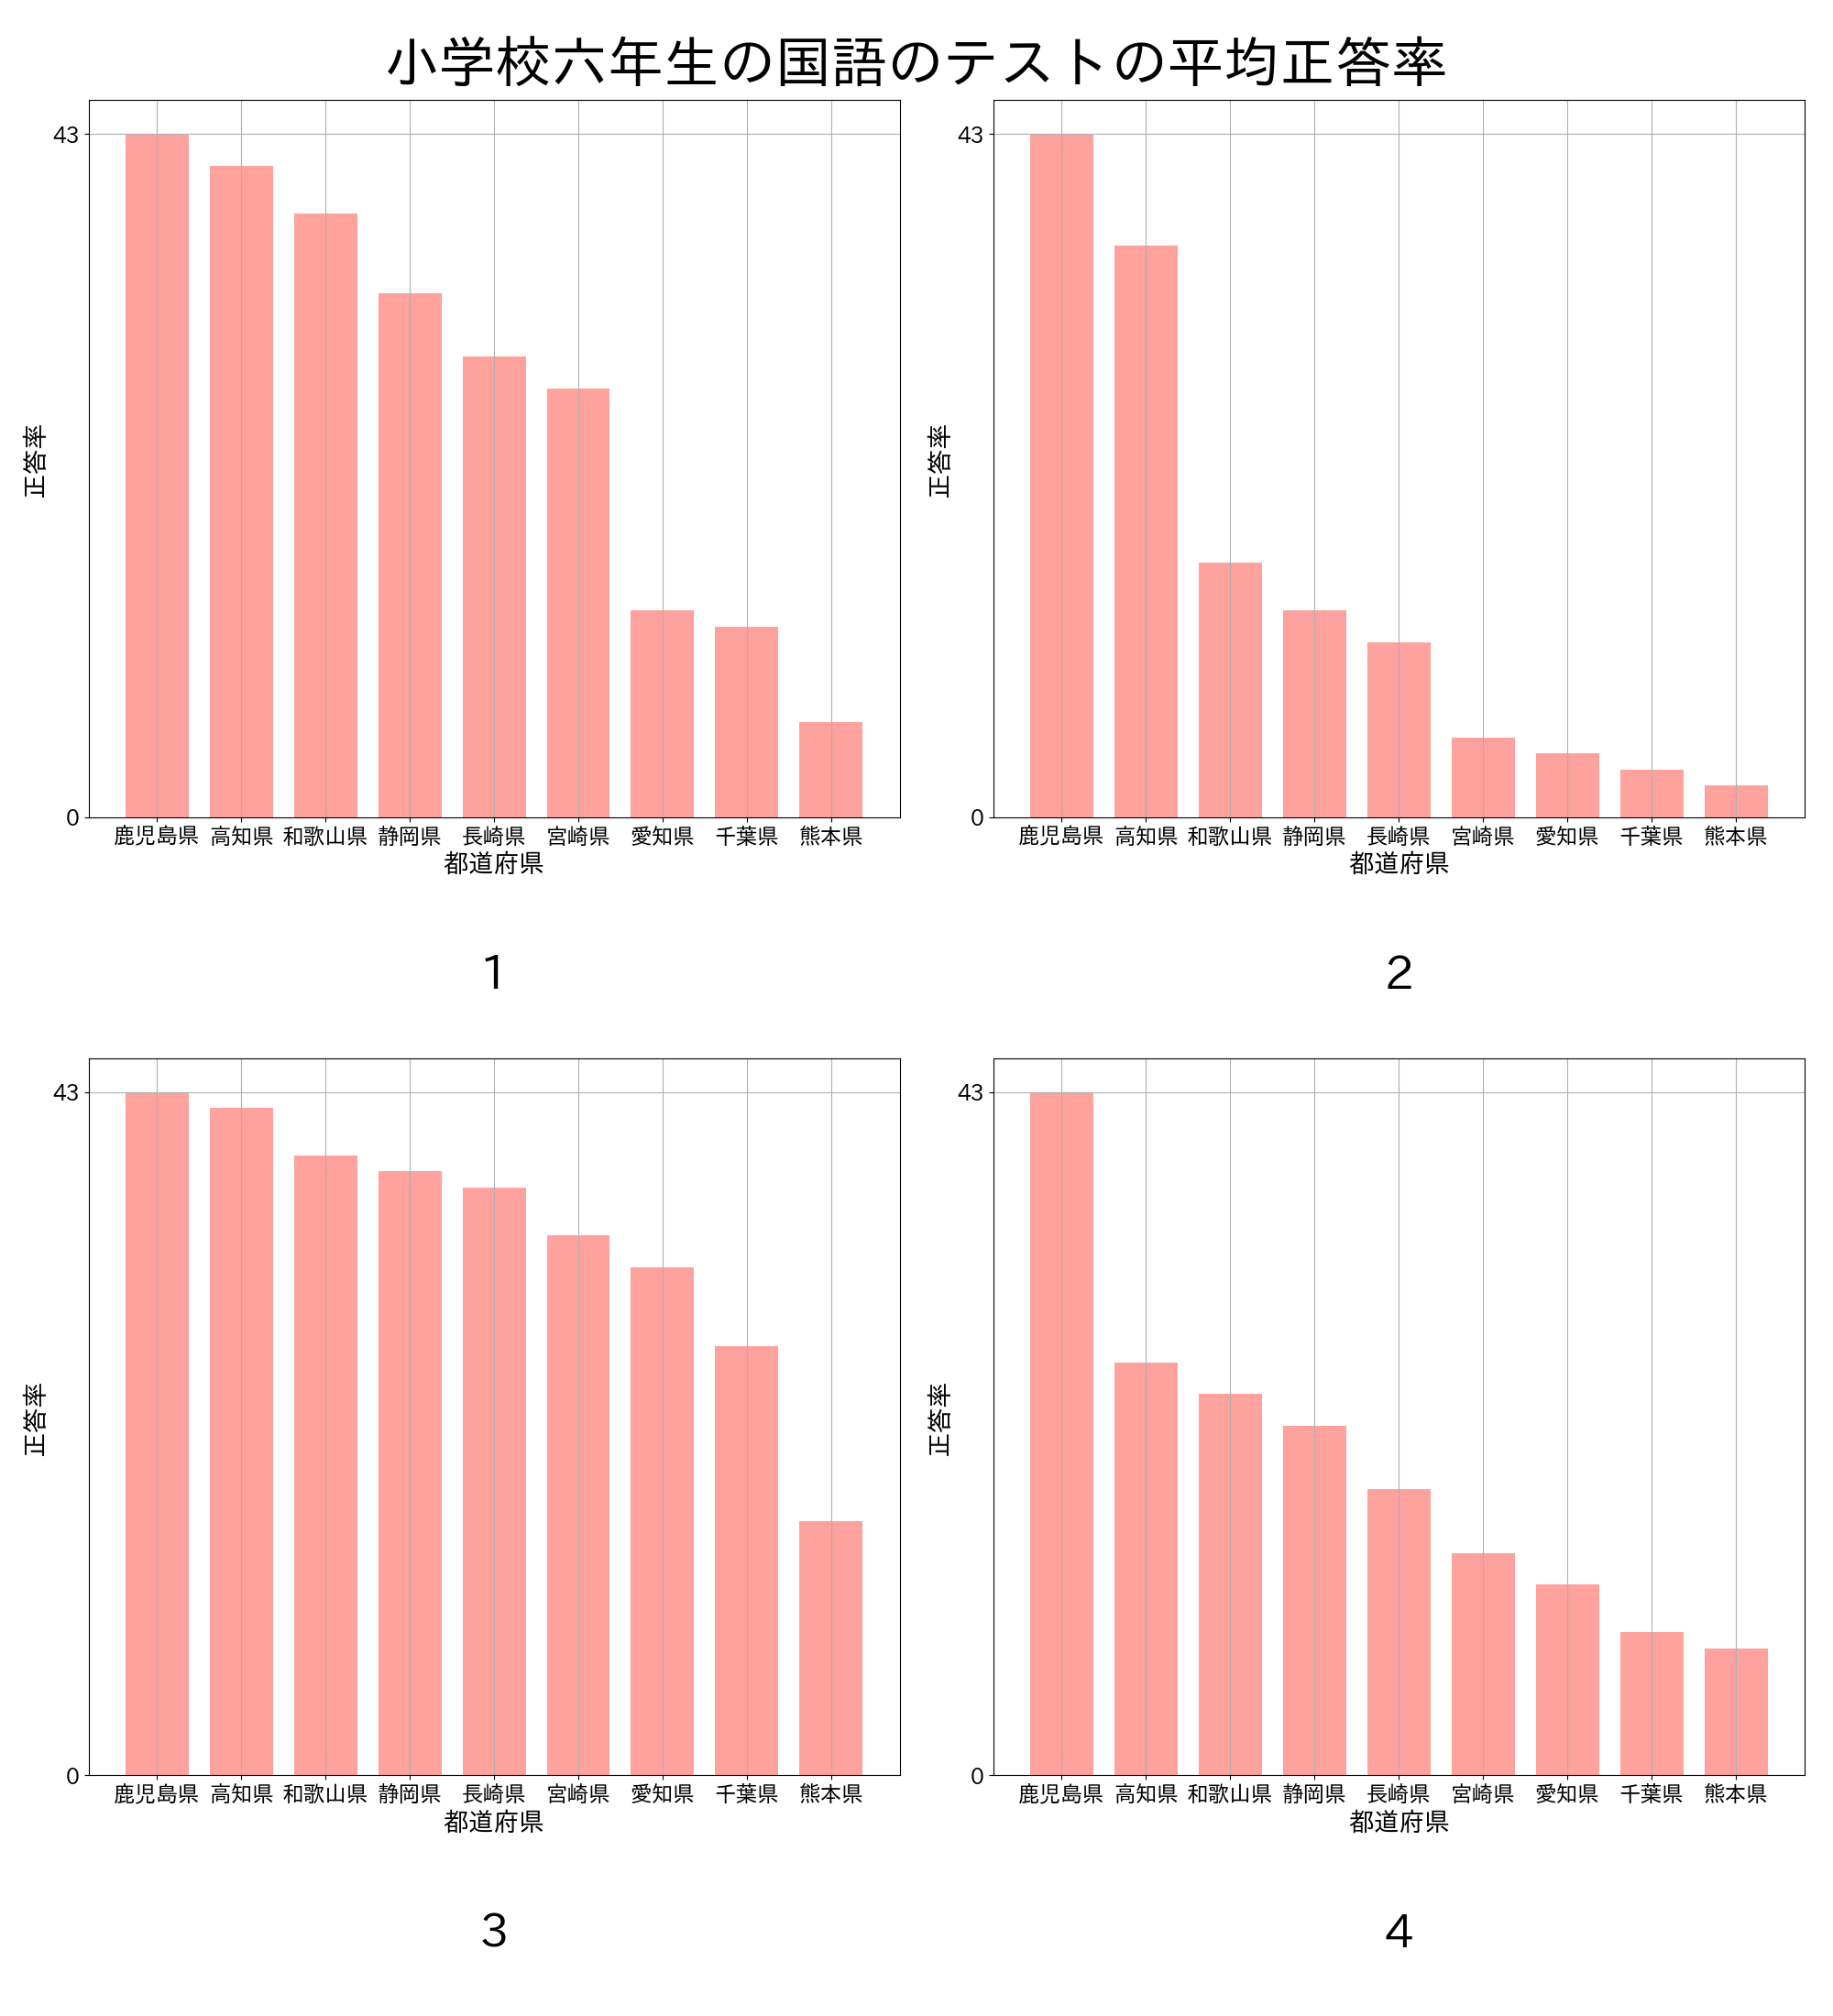 小学校六年生の国語のテストの平均正答率
43
0
正答率
鹿児島県 高知県 和歌山県 静岡県 長崎県 宮崎県 愛知県 千葉県 熊本県
都道府県
1
43
0
正答率
鹿児島県 高知県 和歌山県 静岡県 長崎県 宮崎県 愛知県 千葉県 熊本県
都道府県
2
43
0
正答率
鹿児島県 高知県 和歌山県 静岡県 長崎県 宮崎県 愛知県 千葉県 熊本県
都道府県
3
43
0
正答率
鹿児島県 高知県 和歌山県 静岡県 長崎県 宮崎県 愛知県 千葉県 熊本県
都道府県
4